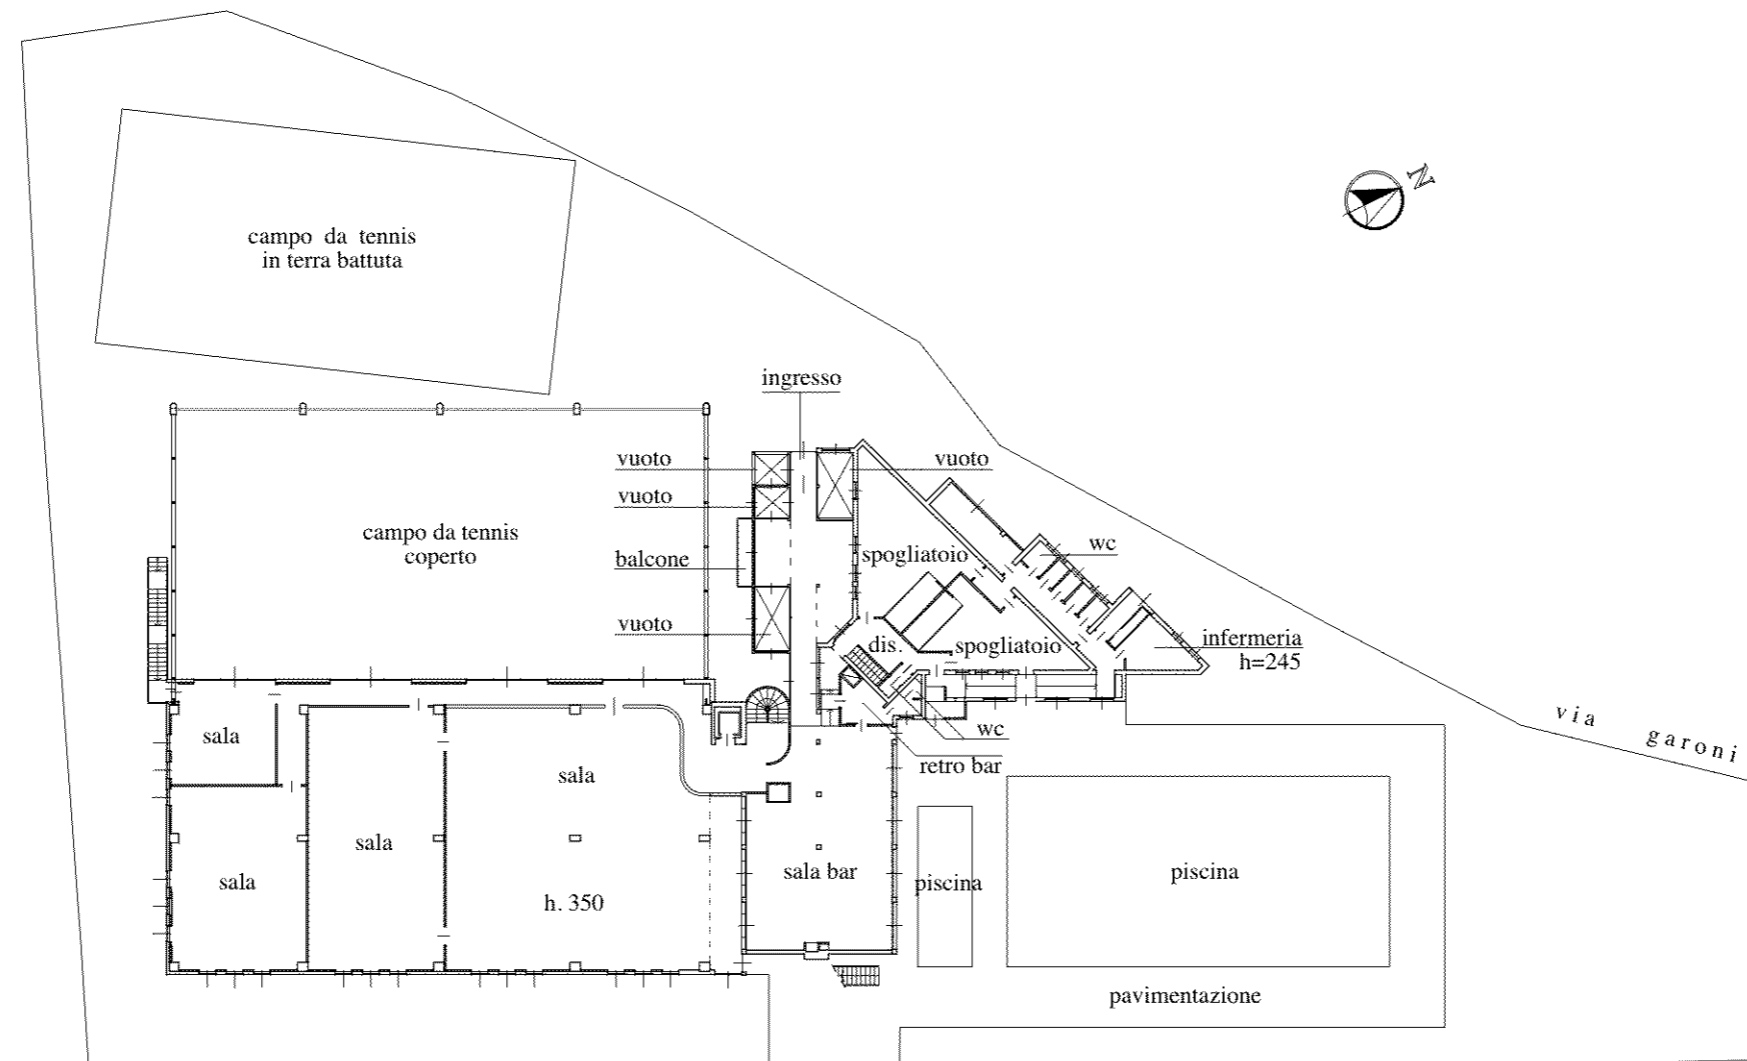 N
campo da tennis
in terra battuta
ingresso
vuoto
vuoto
vuoto
campo da tennis
coperto
balcone
spogliatoio
wc
vuoto
dis.
spogliatoio
infermeria
h=245
via garoni
sala
wc
retro bar
sala
sala
sala
sala bar
piscina
piscina
h. 350
pavimentazione